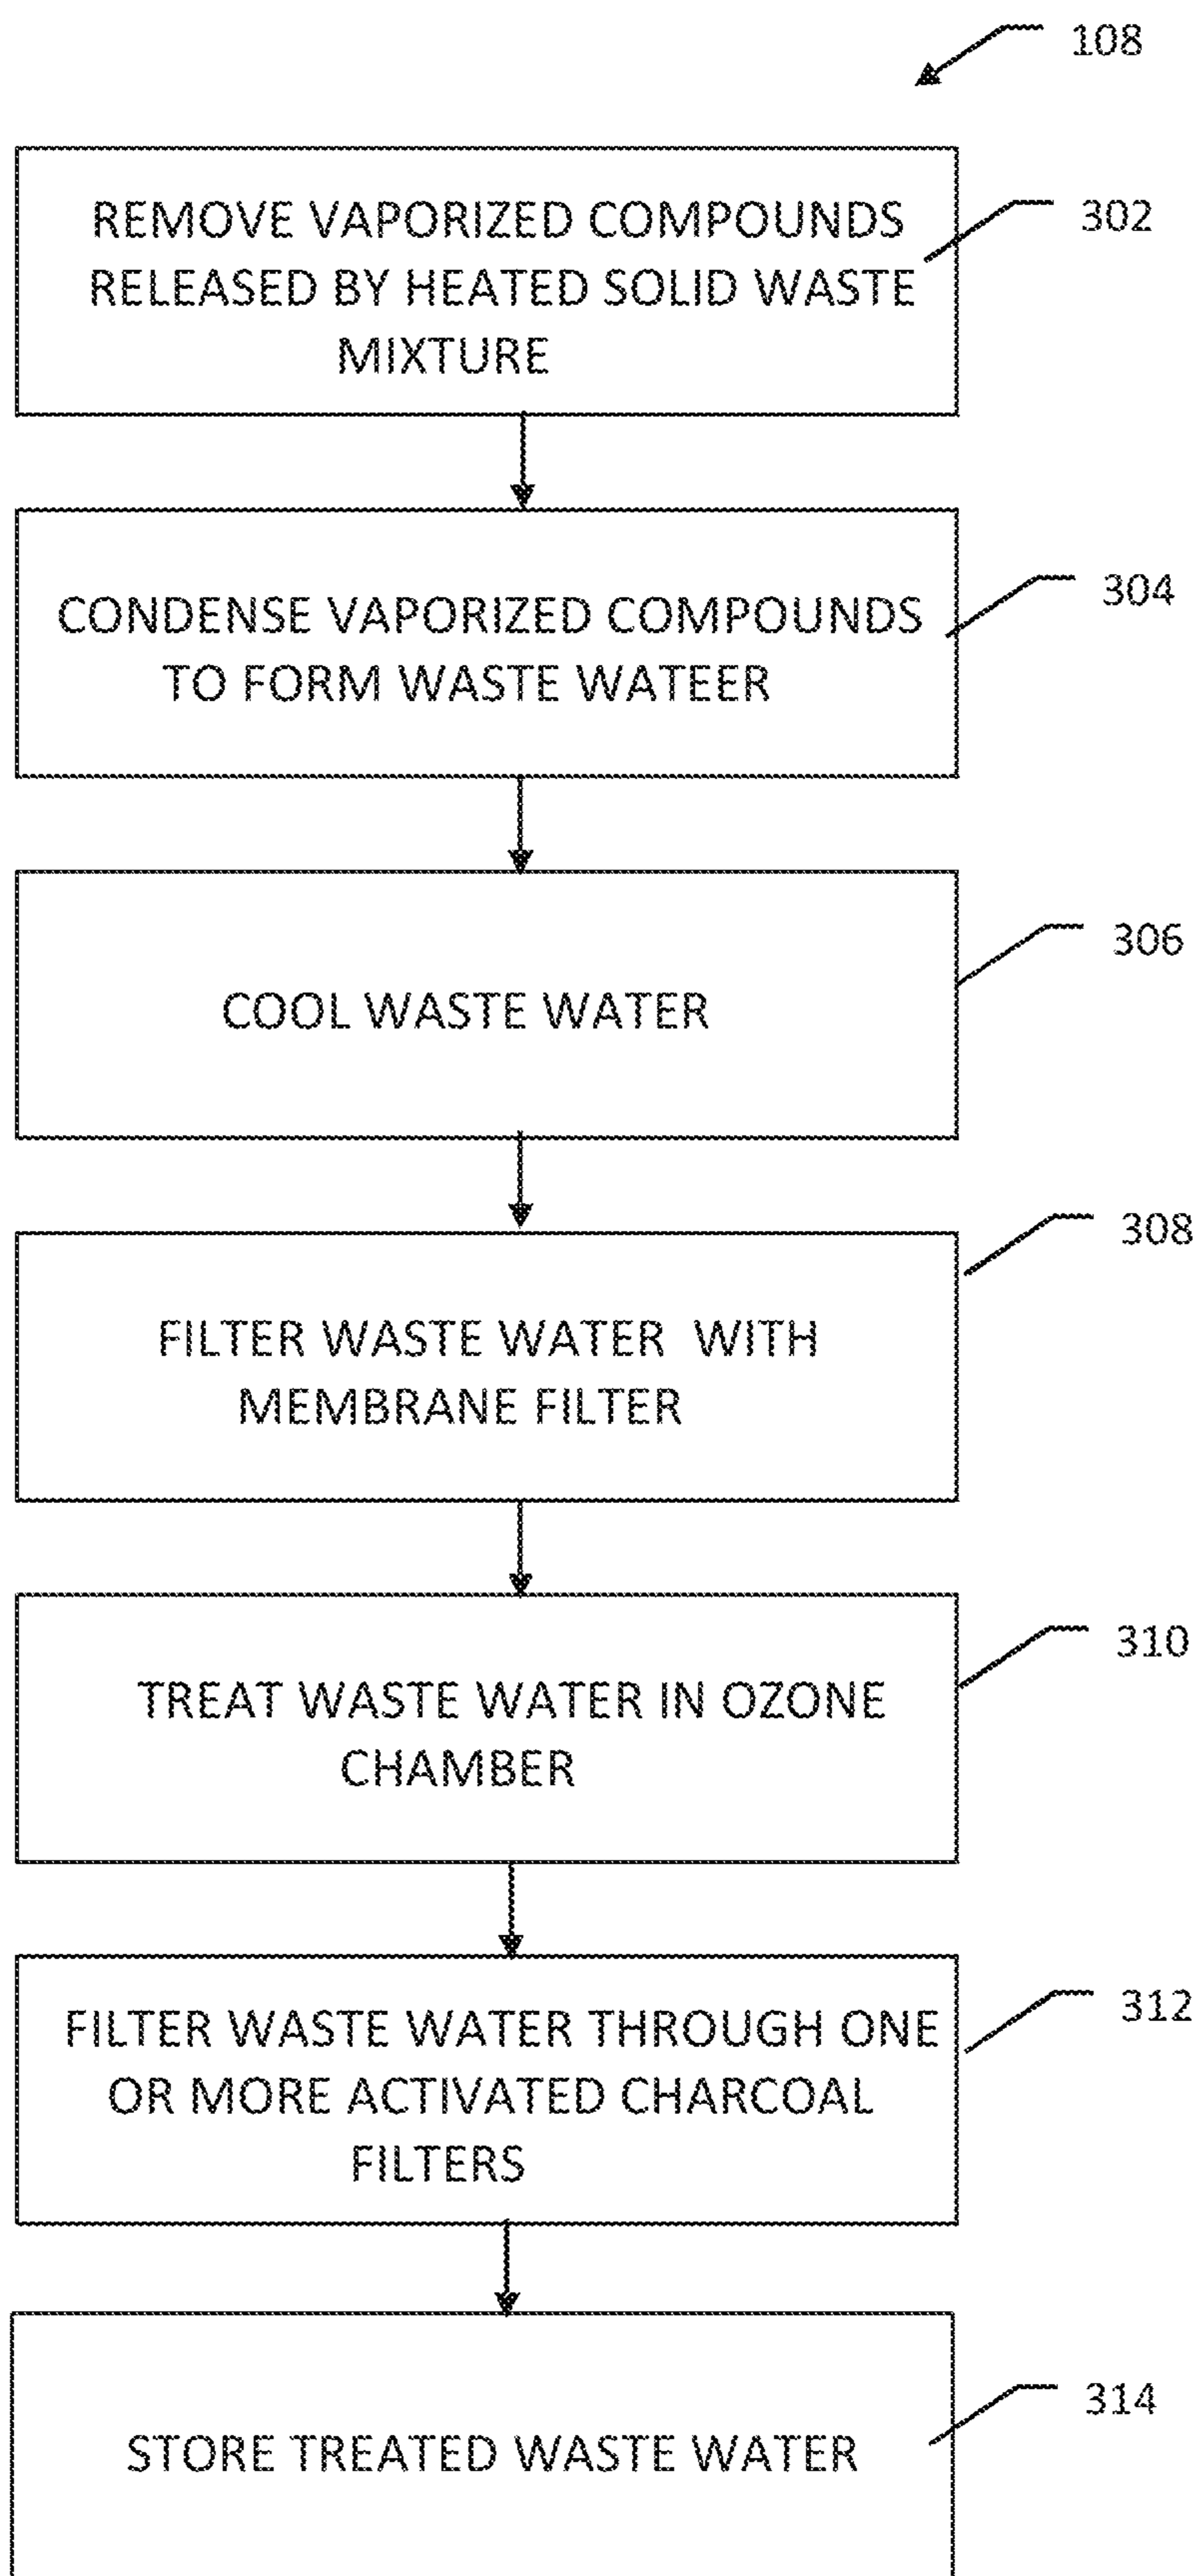 108
REMOVE VAPORIZED COMPOUNDS
RELEASED BY HEATED SOLID WASTE
MIXTURE
302
CONDENSE VAPORIZED COMPOUNDS
TO FORM WASTE WATEER
304
COOL WASTE WATER
306
FILTER WASTE WATER WITH
MEMBRANE FILTER
308
TREAT WASTE WATER IN OZONE
CHAMBER
310
FILTER WASTE WATER THROUGH ONE
OR MORE ACTIVATED CHARCOAL
FILTERS
312
STORE TREATED WASTE WATER
314